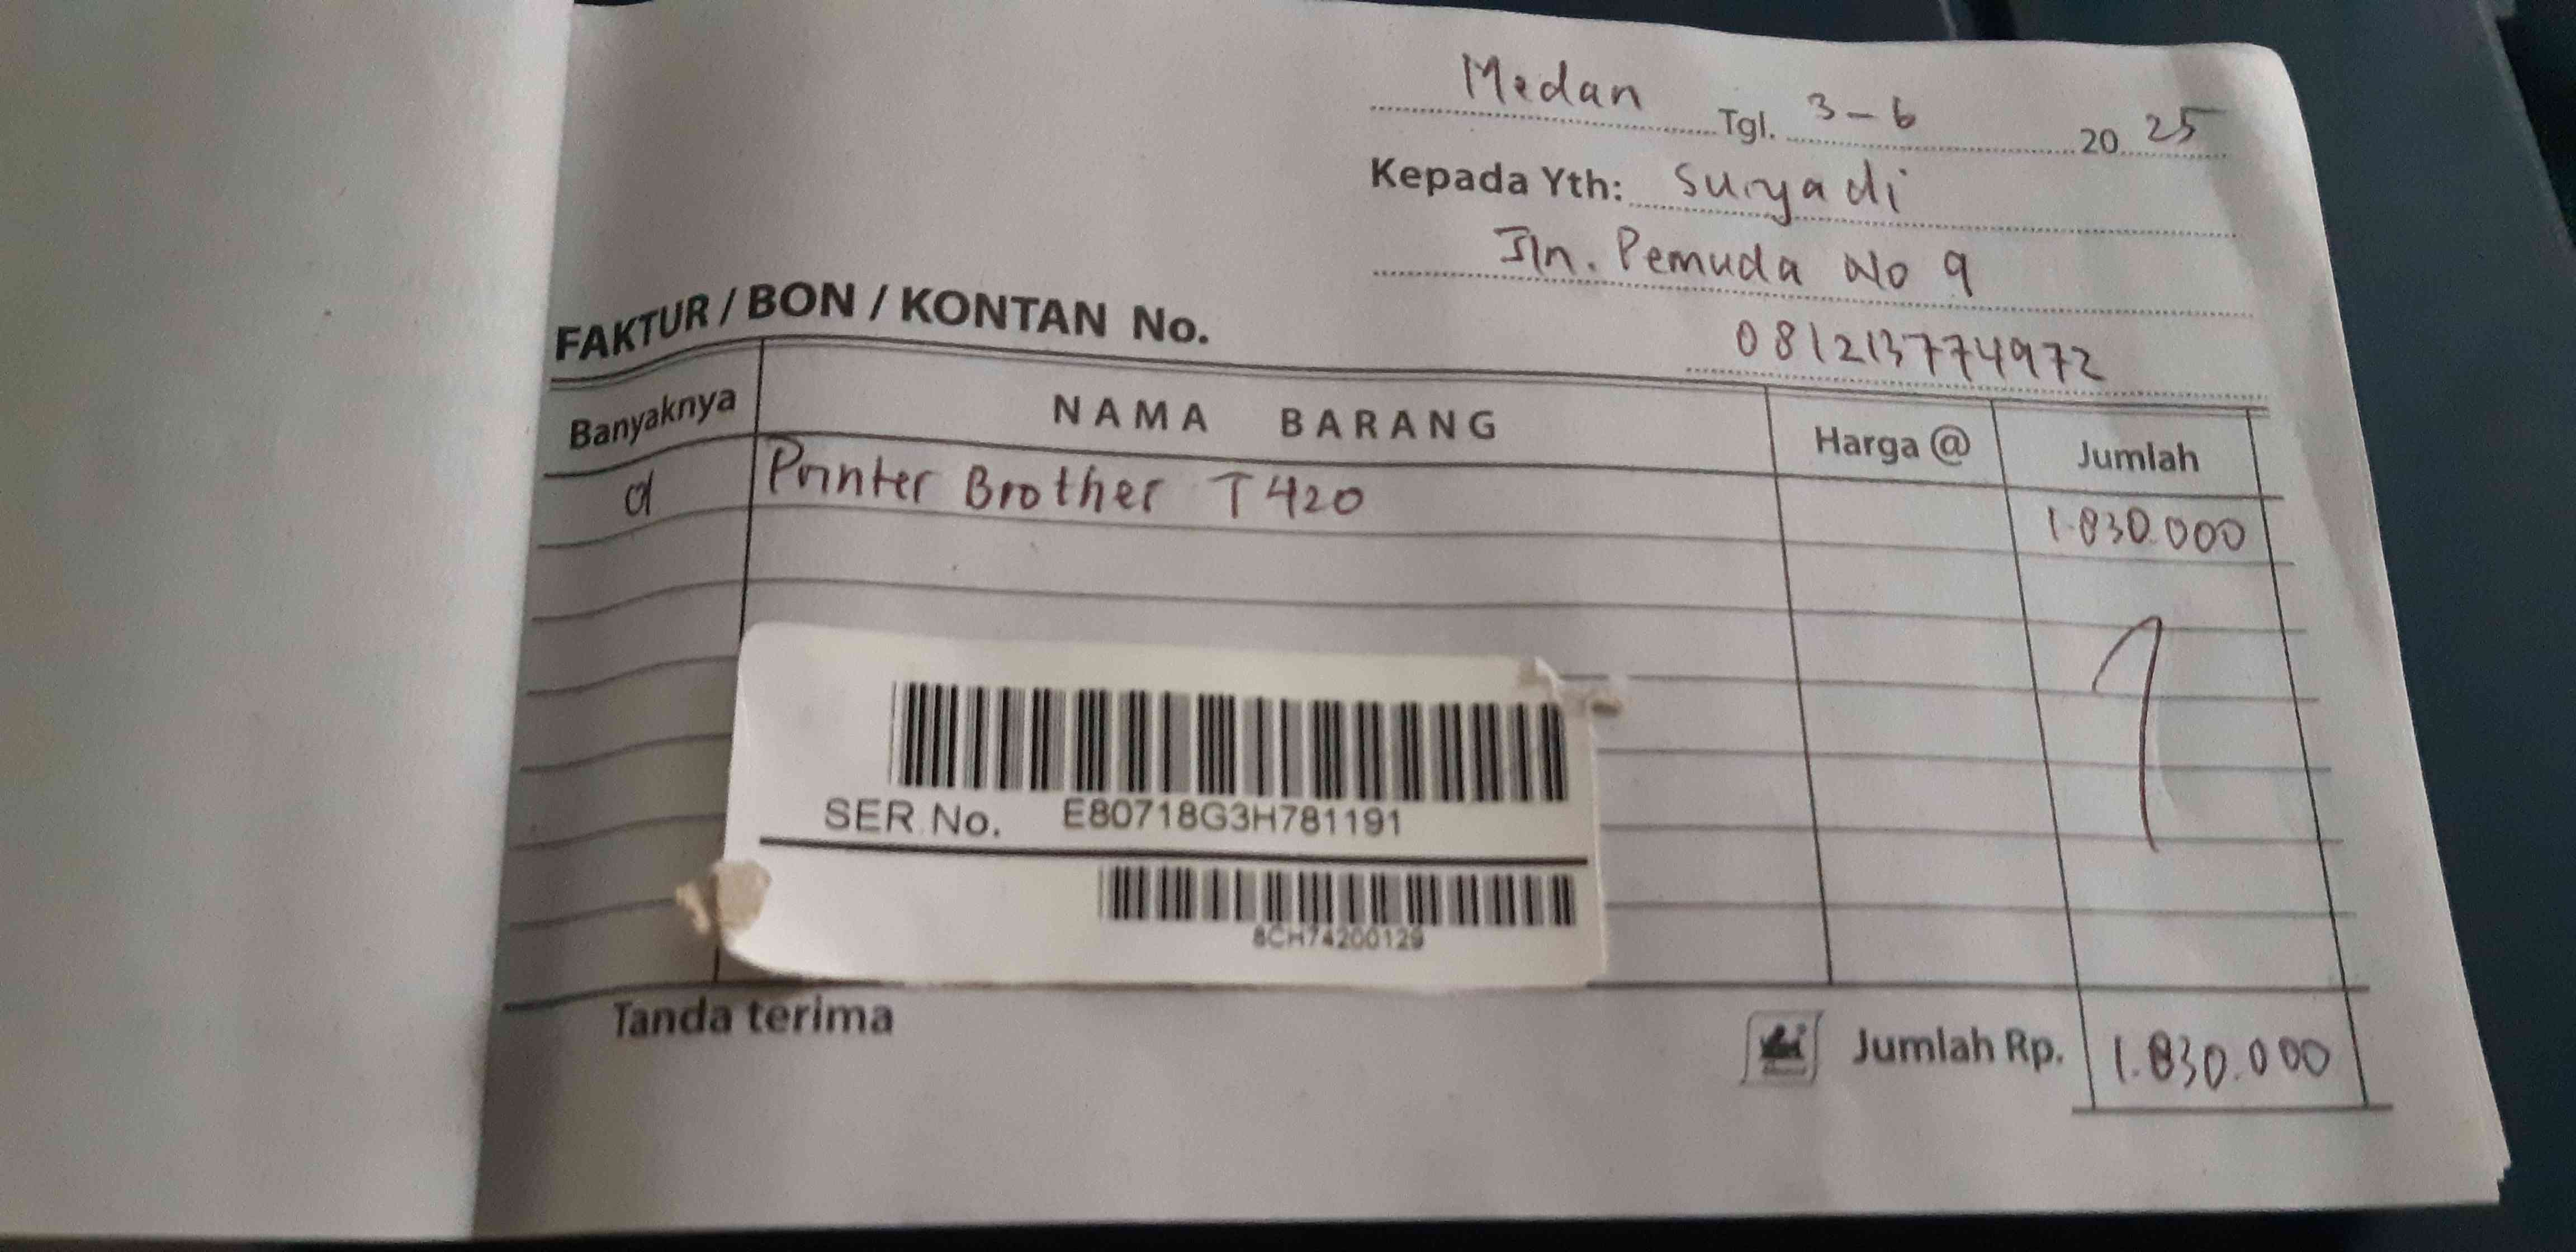 Medan Tgl. 3-6 20 25
Kepada Yth: Suryadi
Jln. Pemuda No 9
081213774972
FAKTUR / BON / KONTAN No.
Banyaknya NAMA BARANG Harga @ Jumlah
Printer Brother T420 1.830.000
SER. No. E80718G3H781191
8CH74200129
Tanda terima Jumlah Rp. 1.830.000